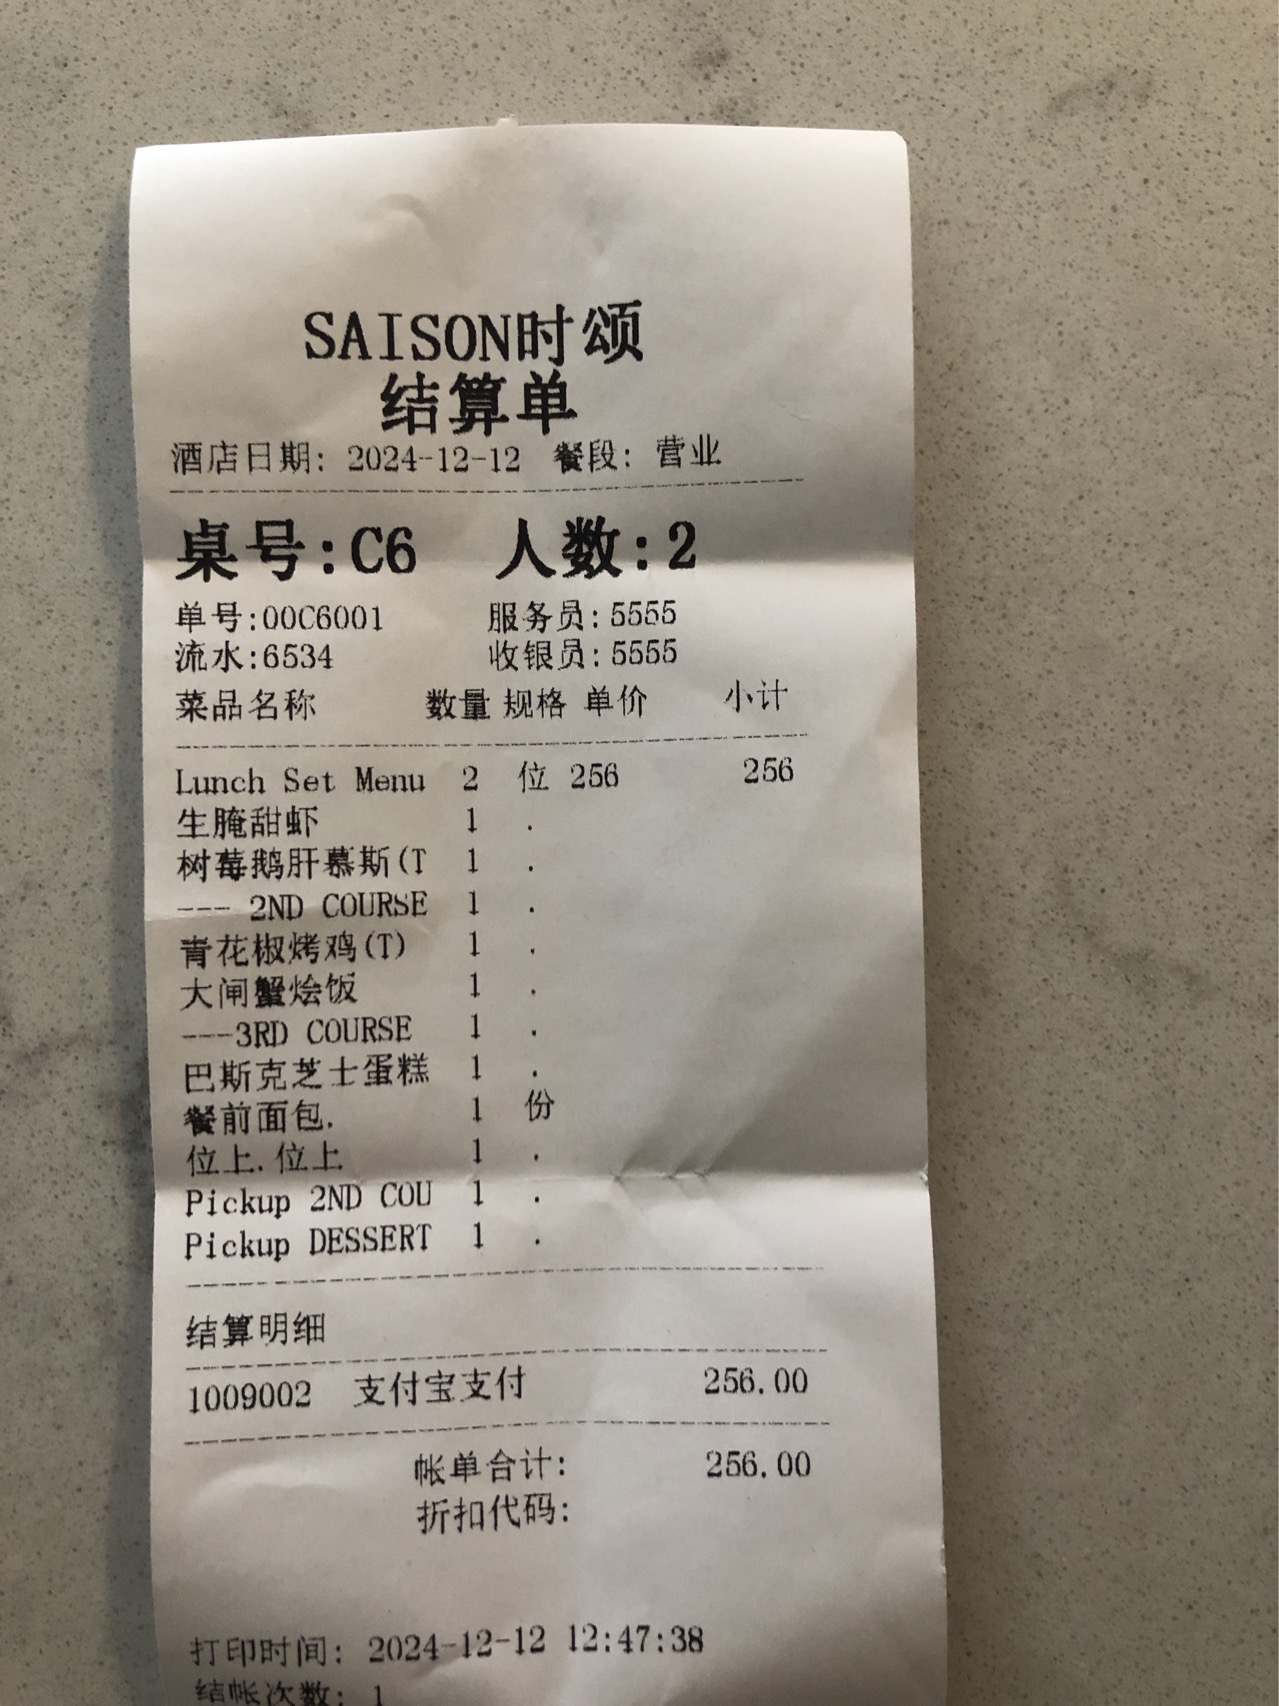 SAISON时颂
结算单
酒店日期: 2024-12-12 餐段: 营业
桌号:C6 人数:2
单号:00C6001 服务员:5555
流水:6534 收银员:5555
菜品名称 数量 规格 单价 小计
Lunch Set Menu 2 位 256 256
生腌甜虾 1 .
树莓鹅肝慕斯(T 1 .
--- 2ND COURSE 1 .
青花椒烤鸡(T) 1 .
大闸蟹烩饭 1 .
---3RD COURSE 1 .
巴斯克芝士蛋糕 1 .
餐前面包. 1 份
位上.位上 1 .
Pickup 2ND COU 1 .
Pickup DESSERT 1 .
结算明细
1009002 支付宝支付 256.00
帐单合计: 256.00
折扣代码:
打印时间: 2024-12-12 12:47:38
结帐次数: 1